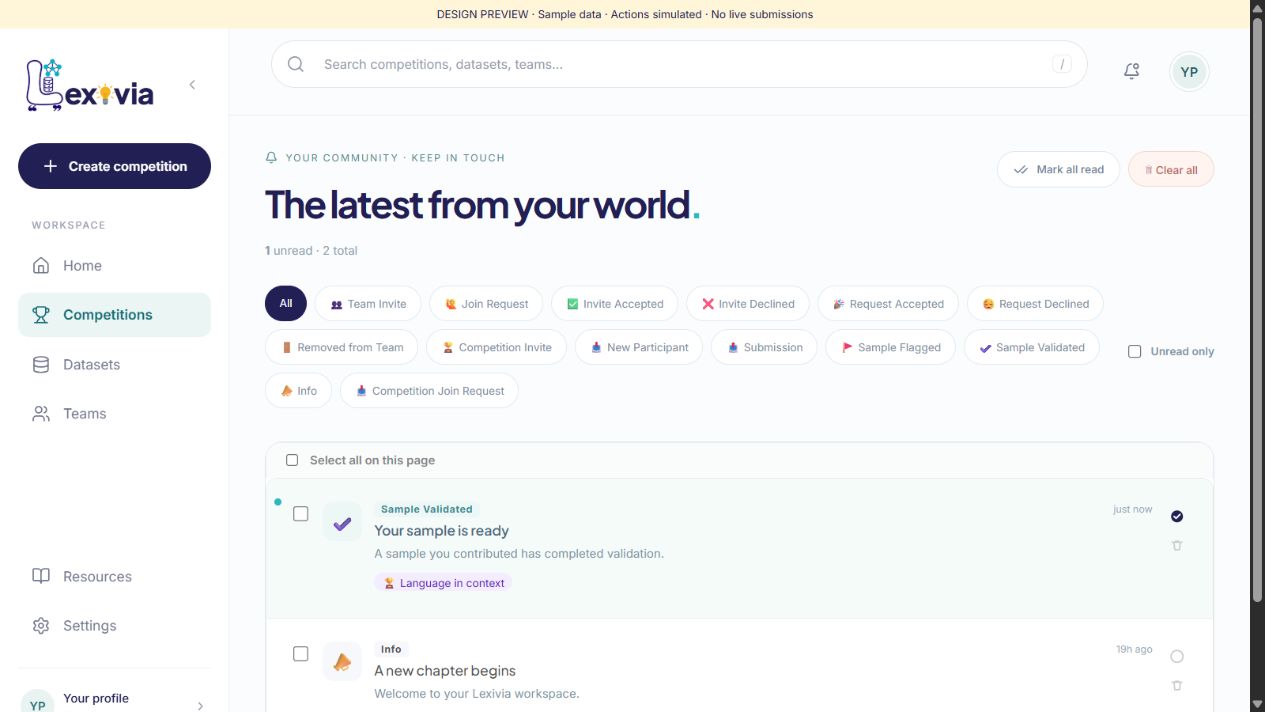 DESIGN PREVIEW · Sample data · Actions simulated · No live submissions
Lexivia
Search competitions, datasets, teams...
/
YP
Create competition
WORKSPACE
Home
Competitions
Datasets
Teams
Resources
Settings
YP
Your profile
YOUR COMMUNITY · KEEP IN TOUCH
Mark all read
Clear all
The latest from your world.
1 unread · 2 total
All
Team Invite
Join Request
Invite Accepted
Invite Declined
Request Accepted
Request Declined
Removed from Team
Competition Invite
New Participant
Submission
Sample Flagged
Sample Validated
Info
Competition Join Request
Unread only
Select all on this page
Sample Validated
just now
Your sample is ready
A sample you contributed has completed validation.
Language in context
Info
19h ago
A new chapter begins
Welcome to your Lexivia workspace.